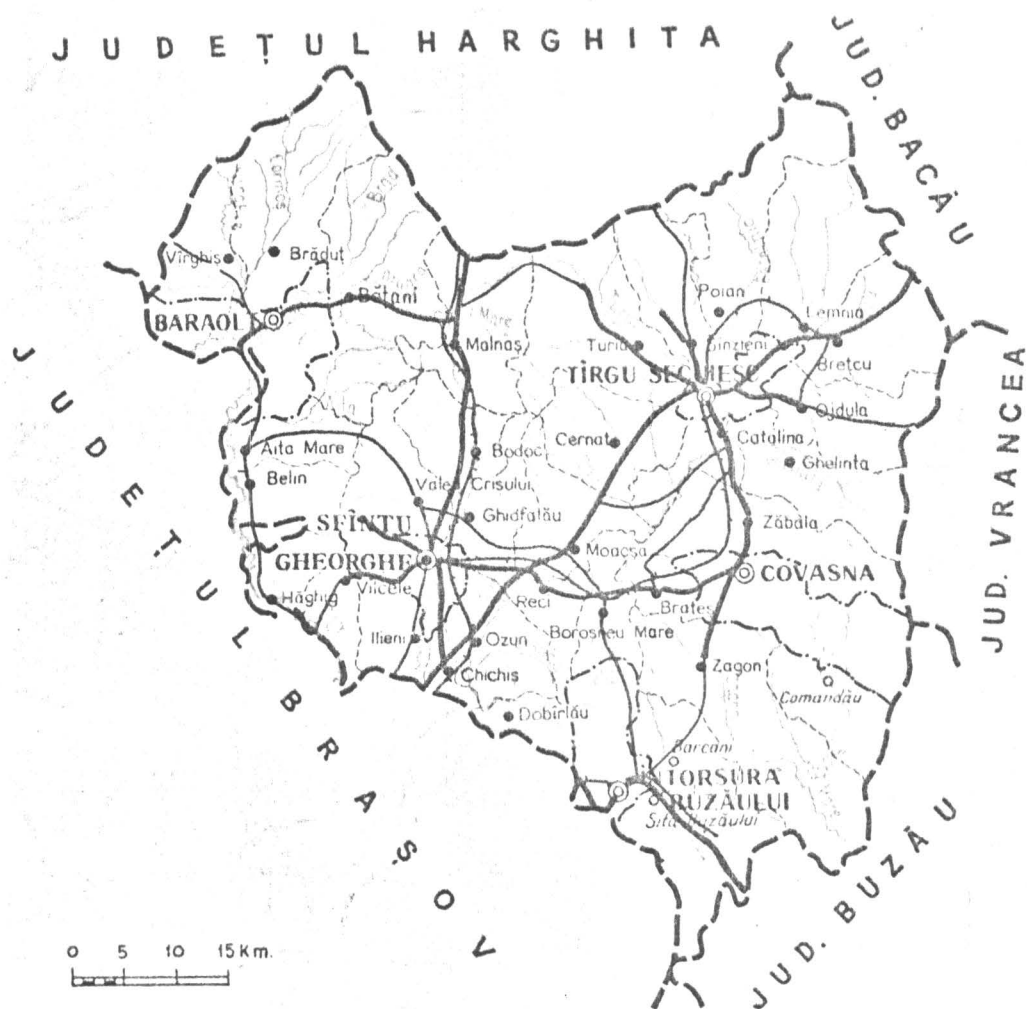 JUDEȚUL HARGHITA
JUD. BACĂU
JUD. VRANCEA
JUD. BUZĂU
JUDEȚUL BRAȘOV
Vîrghiș
Brăduț
Bățani
BARAOLT
Malnaș
Poian
Lemnia
Turia
Sînzieni
Brețcu
TÎRGU SECUIESC
Ojdula
Catalina
Cernat
Ghelința
Aita Mare
Bodoc
Belin
Valea Crișului
Ghidfalău
Zăbala
SFÎNTU
GHEORGHE
Moacșa
COVASNA
Hăghig
Vîlcele
Reci
Brateș
Boroșneu Mare
Ilieni
Ozun
Chichiș
Zagon
Comandău
Dobîrlău
Barcani
ÎNTORSURA
BUZĂULUI
Sita Buzăului
0 5 10 15 Km.